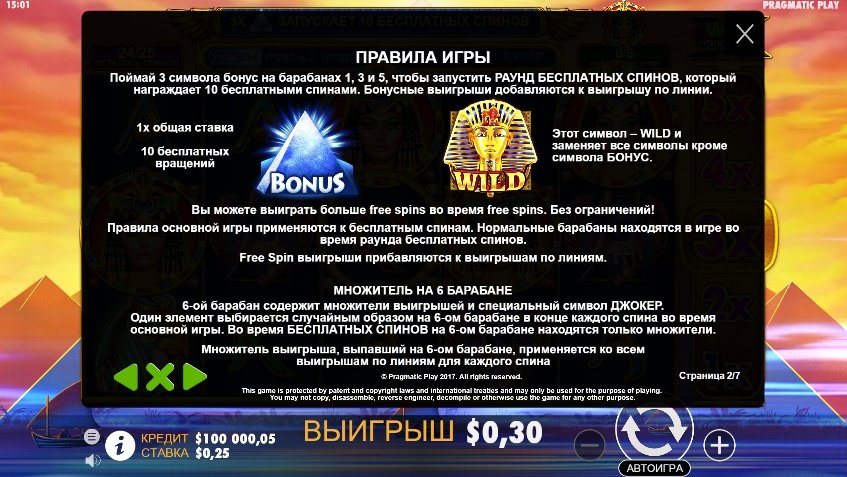 15:01
PRAGMATIC PLAY
3X ЗАПУСКАЕТ 10 БЕСПЛАТНЫХ СПИНОВ
24/25
ПРАВИЛА ИГРЫ
Поймай 3 символа бонус на барабанах 1, 3 и 5, чтобы запустить РАУНД БЕСПЛАТНЫХ СПИНОВ, который
награждает 10 бесплатными спинами. Бонусные выигрыши добавляются к выигрышу по линии.
1x общая ставка
10 бесплатных
вращений
BONUS
WILD
Этот символ – WILD и
заменяет все символы кроме
символа БОНУС.
Вы можете выиграть больше free spins во время free spins. Без ограничений!
Правила основной игры применяются к бесплатным спинам. Нормальные барабаны находятся в игре во
время раунда бесплатных спинов.
Free Spin выигрыши прибавляются к выигрышам по линиям.
МНОЖИТЕЛЬ НА 6 БАРАБАНЕ
6-ой барабан содержит множители выигрышей и специальный символ ДЖОКЕР.
Один элемент выбирается случайным образом на 6-ом барабане в конце каждого спина во время
основной игры. Во время БЕСПЛАТНЫХ СПИНОВ на 6-ом барабане находятся только множители.
Множитель выигрыша, выпавший на 6-ом барабане, применяется ко всем
выигрышам по линиям для каждого спина
© Pragmatic Play 2017. All rights reserved.
Страница 2/7
This game is protected by patent and copyright laws and international treaties and may only be used for the purpose of playing.
You may not copy, disassemble, reverse engineer, decompile or otherwise use the game for any other purpose.
КРЕДИТ $100 000,05
СТАВКА $0,25
ВЫИГРЫШ $0,30
АВТОИГРА